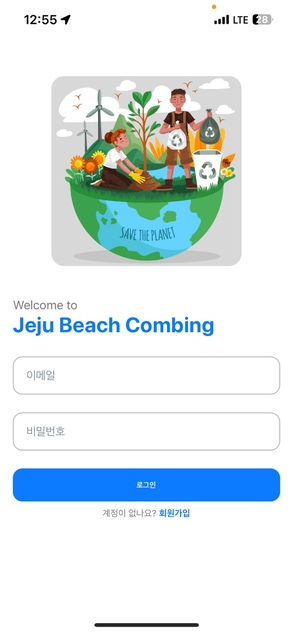 12:55
LTE
28
SAVE THE PLANET
Welcome to
Jeju Beach Combing
이메일
비밀번호
로그인
계정이 없나요? 회원가입